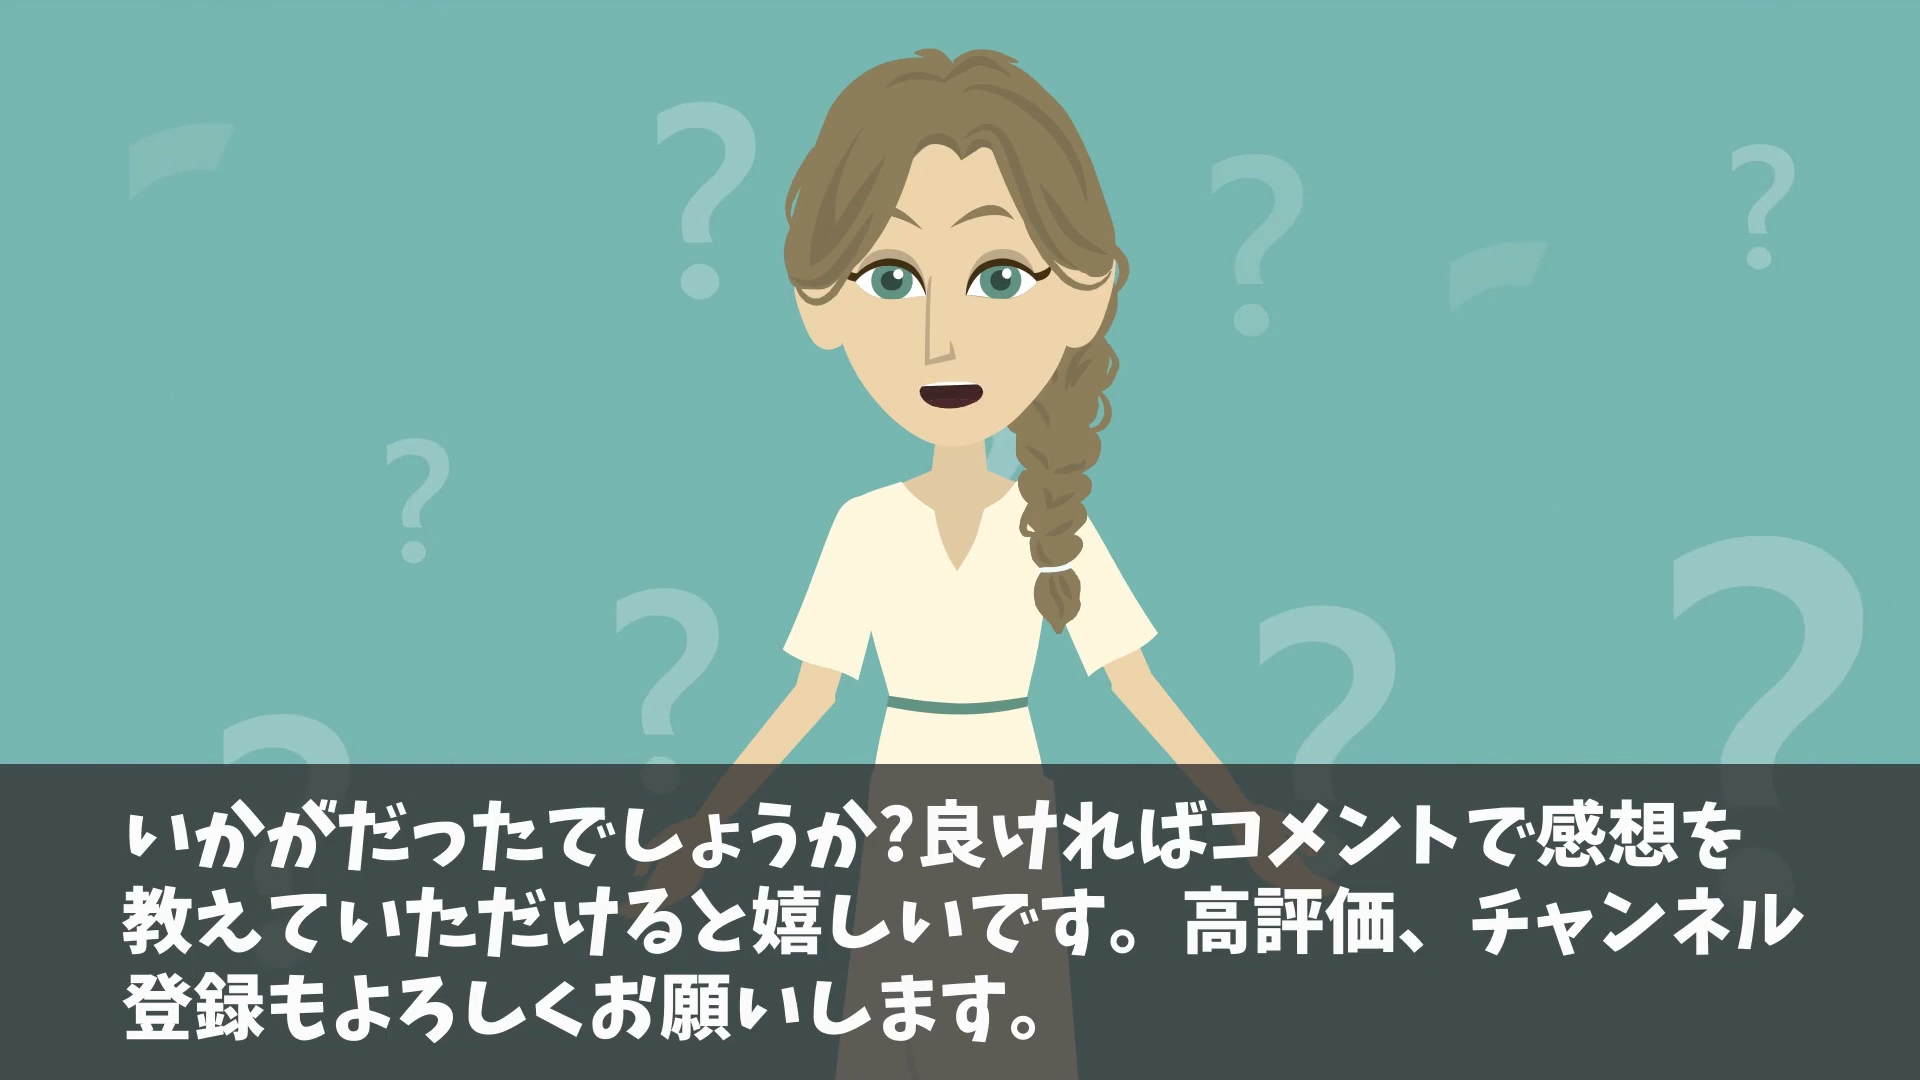 いかがだったでしょうか?良ければコメントで感想を
教えていただけると嬉しいです。高評価、チャンネル
登録もよろしくお願いします。